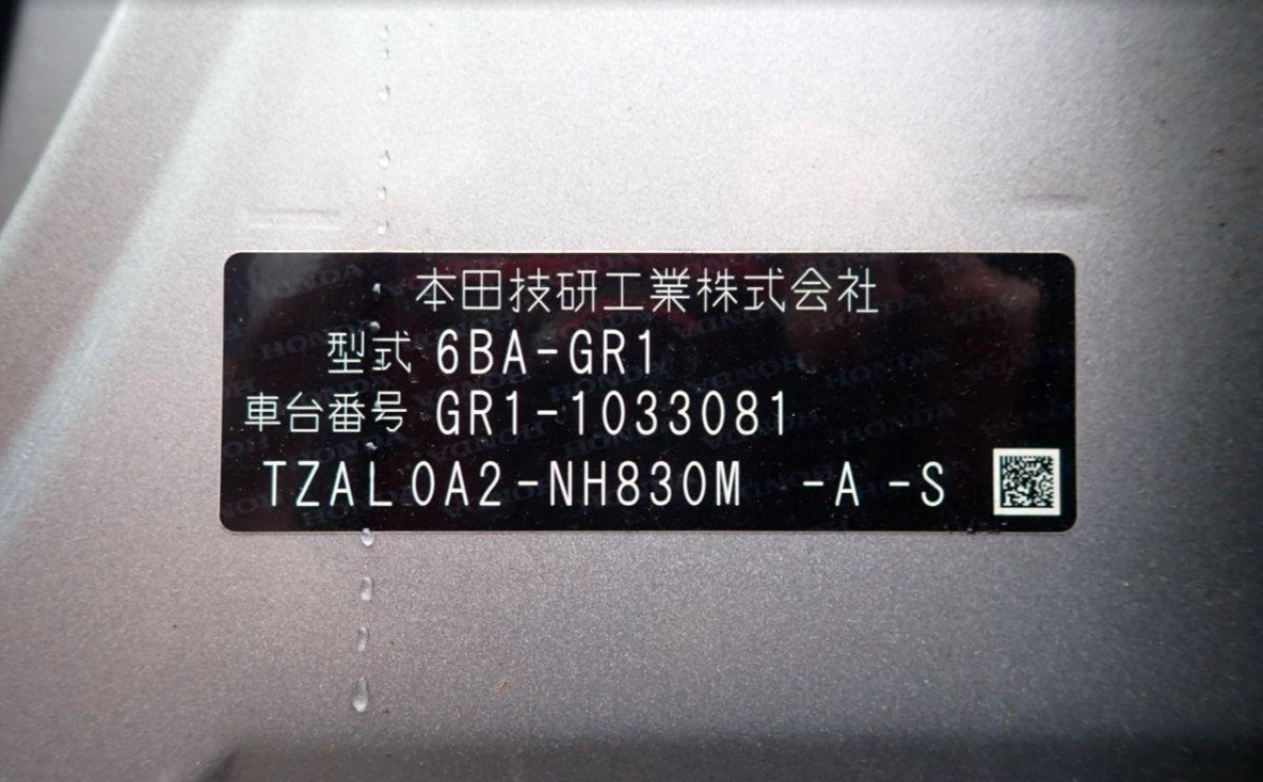 本田技研工業株式会社
型式 6BA-GR1
車台番号 GR1-1033081
TZAL0A2-NH830M -A -S